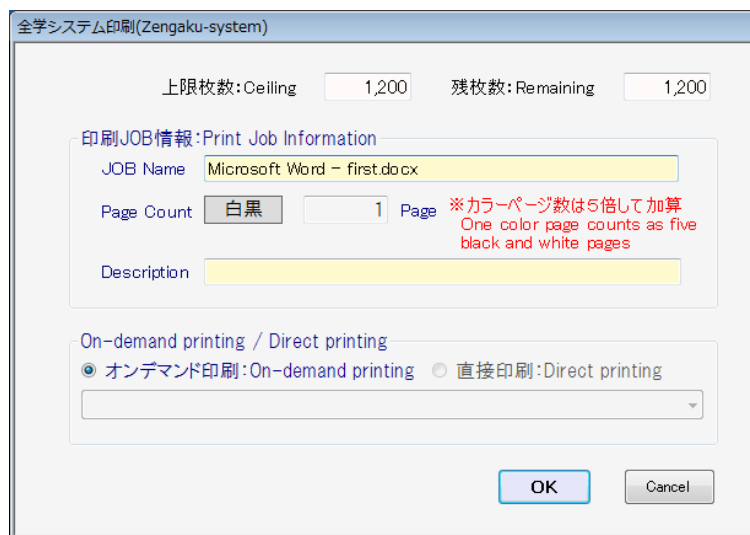 全学システム印刷(Zengaku-system)
上限枚数:Ceiling 1,200 残枚数:Remaining 1,200
印刷JOB情報:Print Job Information
JOB Name Microsoft Word - first.docx
Page Count 白黒 1 Page ※カラーページ数は5倍して加算
One color page counts as five
black and white pages
Description
On-demand printing / Direct printing
オンデマンド印刷:On-demand printing 直接印刷:Direct printing
OK Cancel